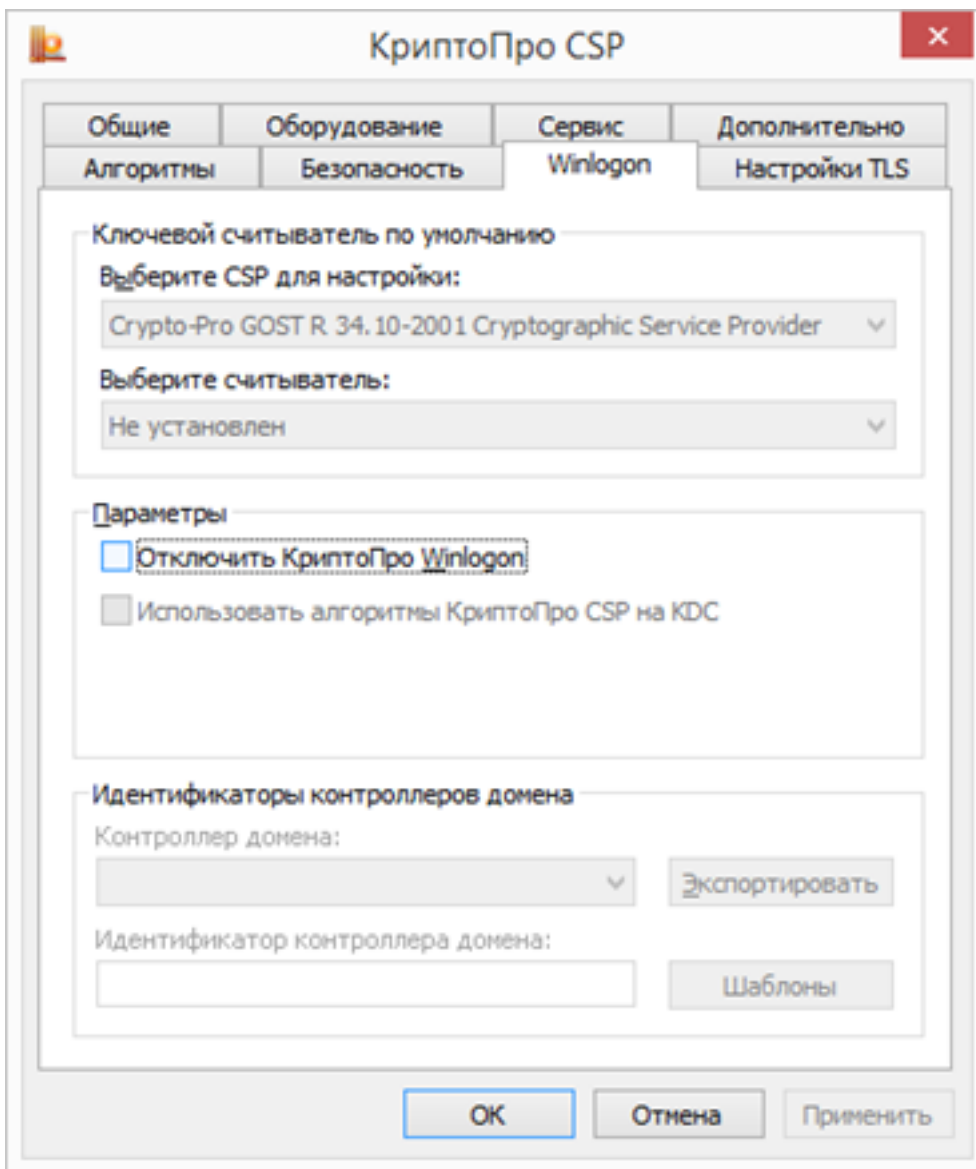 КриптоПро CSP
Общие Оборудование Сервис Дополнительно
Алгоритмы Безопасность Winlogon Настройки TLS
Ключевой считыватель по умолчанию
Выберите CSP для настройки:
Crypto-Pro GOST R 34.10-2001 Cryptographic Service Provider
Выберите считыватель:
Не установлен
Параметры
Отключить КриптоПро Winlogon
Использовать алгоритмы КриптоПро CSP на KDC
Идентификаторы контроллеров домена
Контроллер домена:
Экспортировать
Идентификатор контроллера домена:
Шаблоны
ОК Отмена Применить